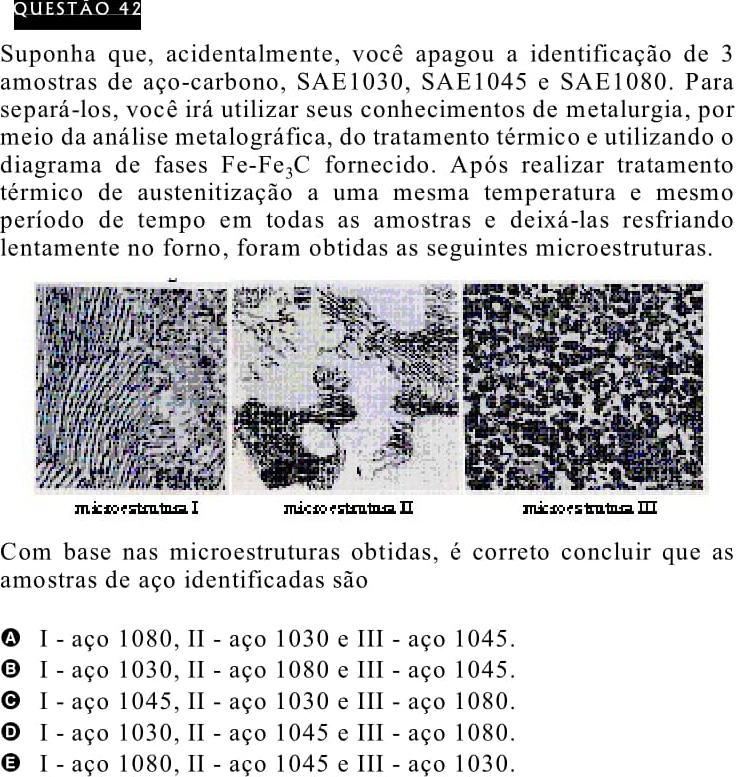 QUESTÃO 42
Suponha que, acidentalmente, você apagou a identificação de 3
amostras de aço-carbono, SAE1030, SAE1045 e SAE1080. Para
separá-los, você irá utilizar seus conhecimentos de metalurgia, por
meio da análise metalográfica, do tratamento térmico e utilizando o
diagrama de fases Fe-Fe₃C fornecido. Após realizar tratamento
térmico de austenitização a uma mesma temperatura e mesmo
período de tempo em todas as amostras e deixá-las resfriando
lentamente no forno, foram obtidas as seguintes microestruturas.
microestrutura I microestrutura II microestrutura III
Com base nas microestruturas obtidas, é correto concluir que as
amostras de aço identificadas são
A I - aço 1080, II - aço 1030 e III - aço 1045.
B I - aço 1030, II - aço 1080 e III - aço 1045.
C I - aço 1045, II - aço 1030 e III - aço 1080.
D I - aço 1030, II - aço 1045 e III - aço 1080.
E I - aço 1080, II - aço 1045 e III - aço 1030.